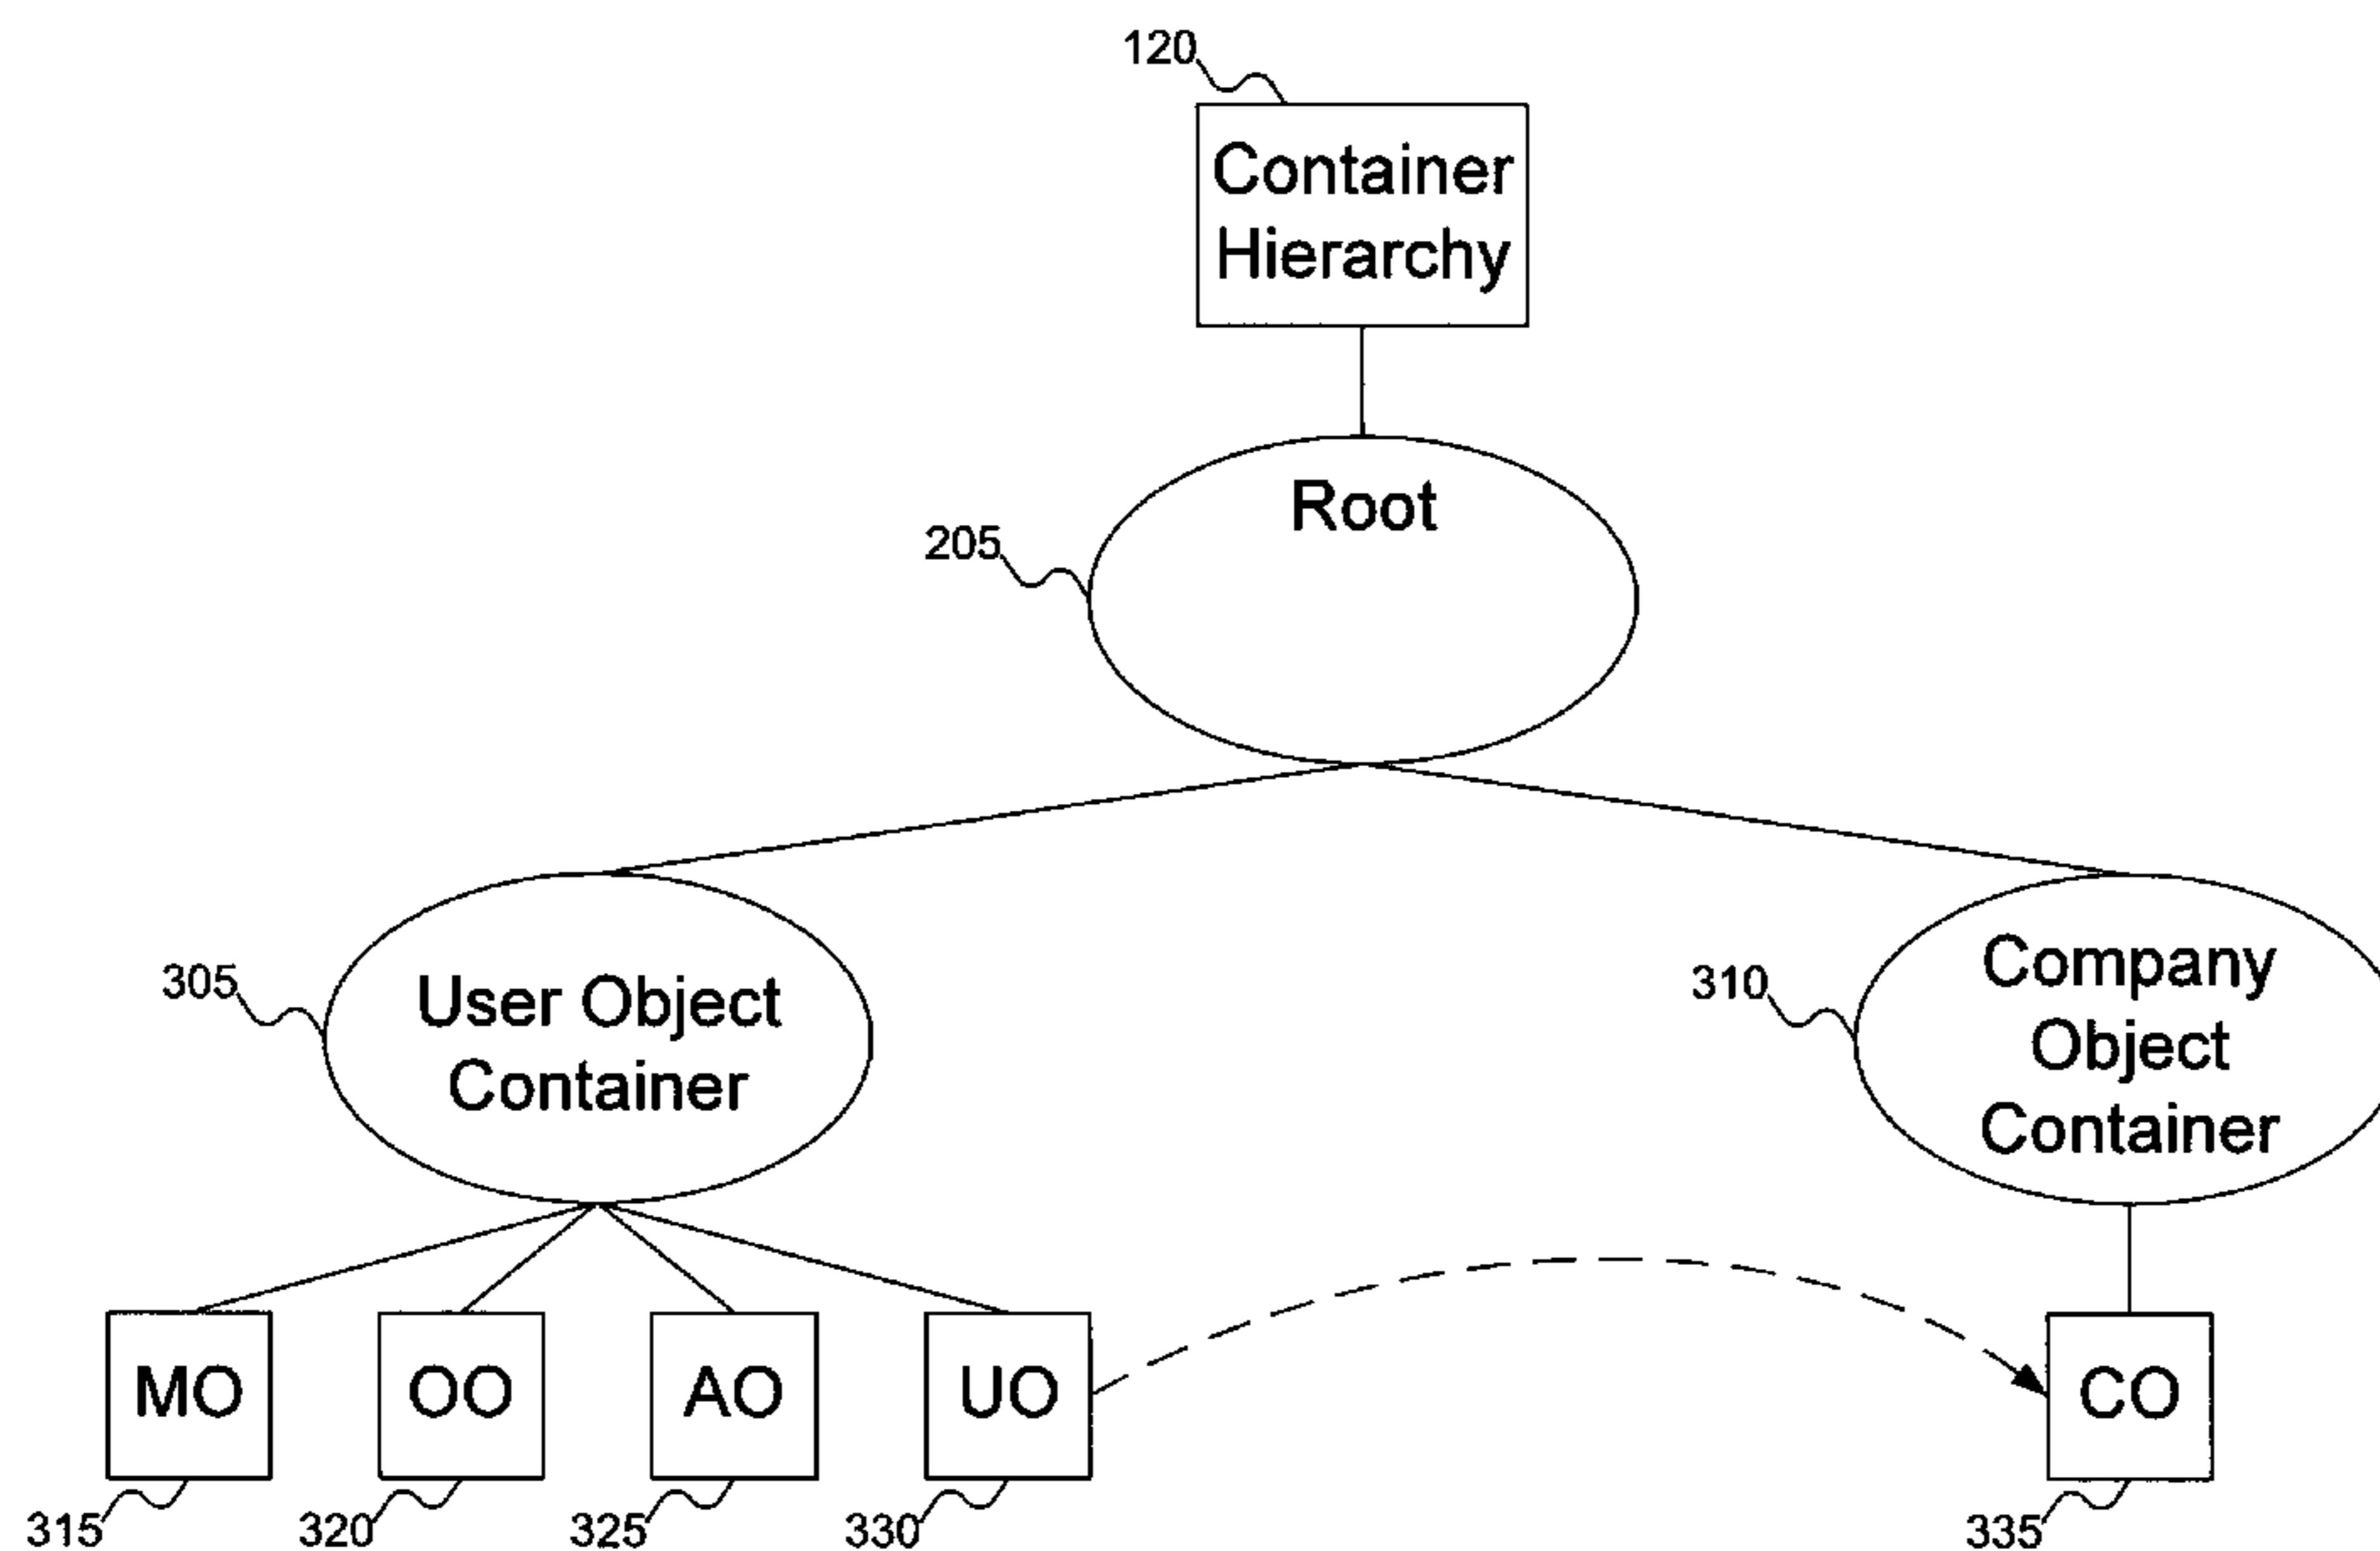 120
Container
Hierarchy
Root
205
305
User Object
Container
310
Company
Object
Container
MO
OO
AO
UO
CO
315
320
325
330
335